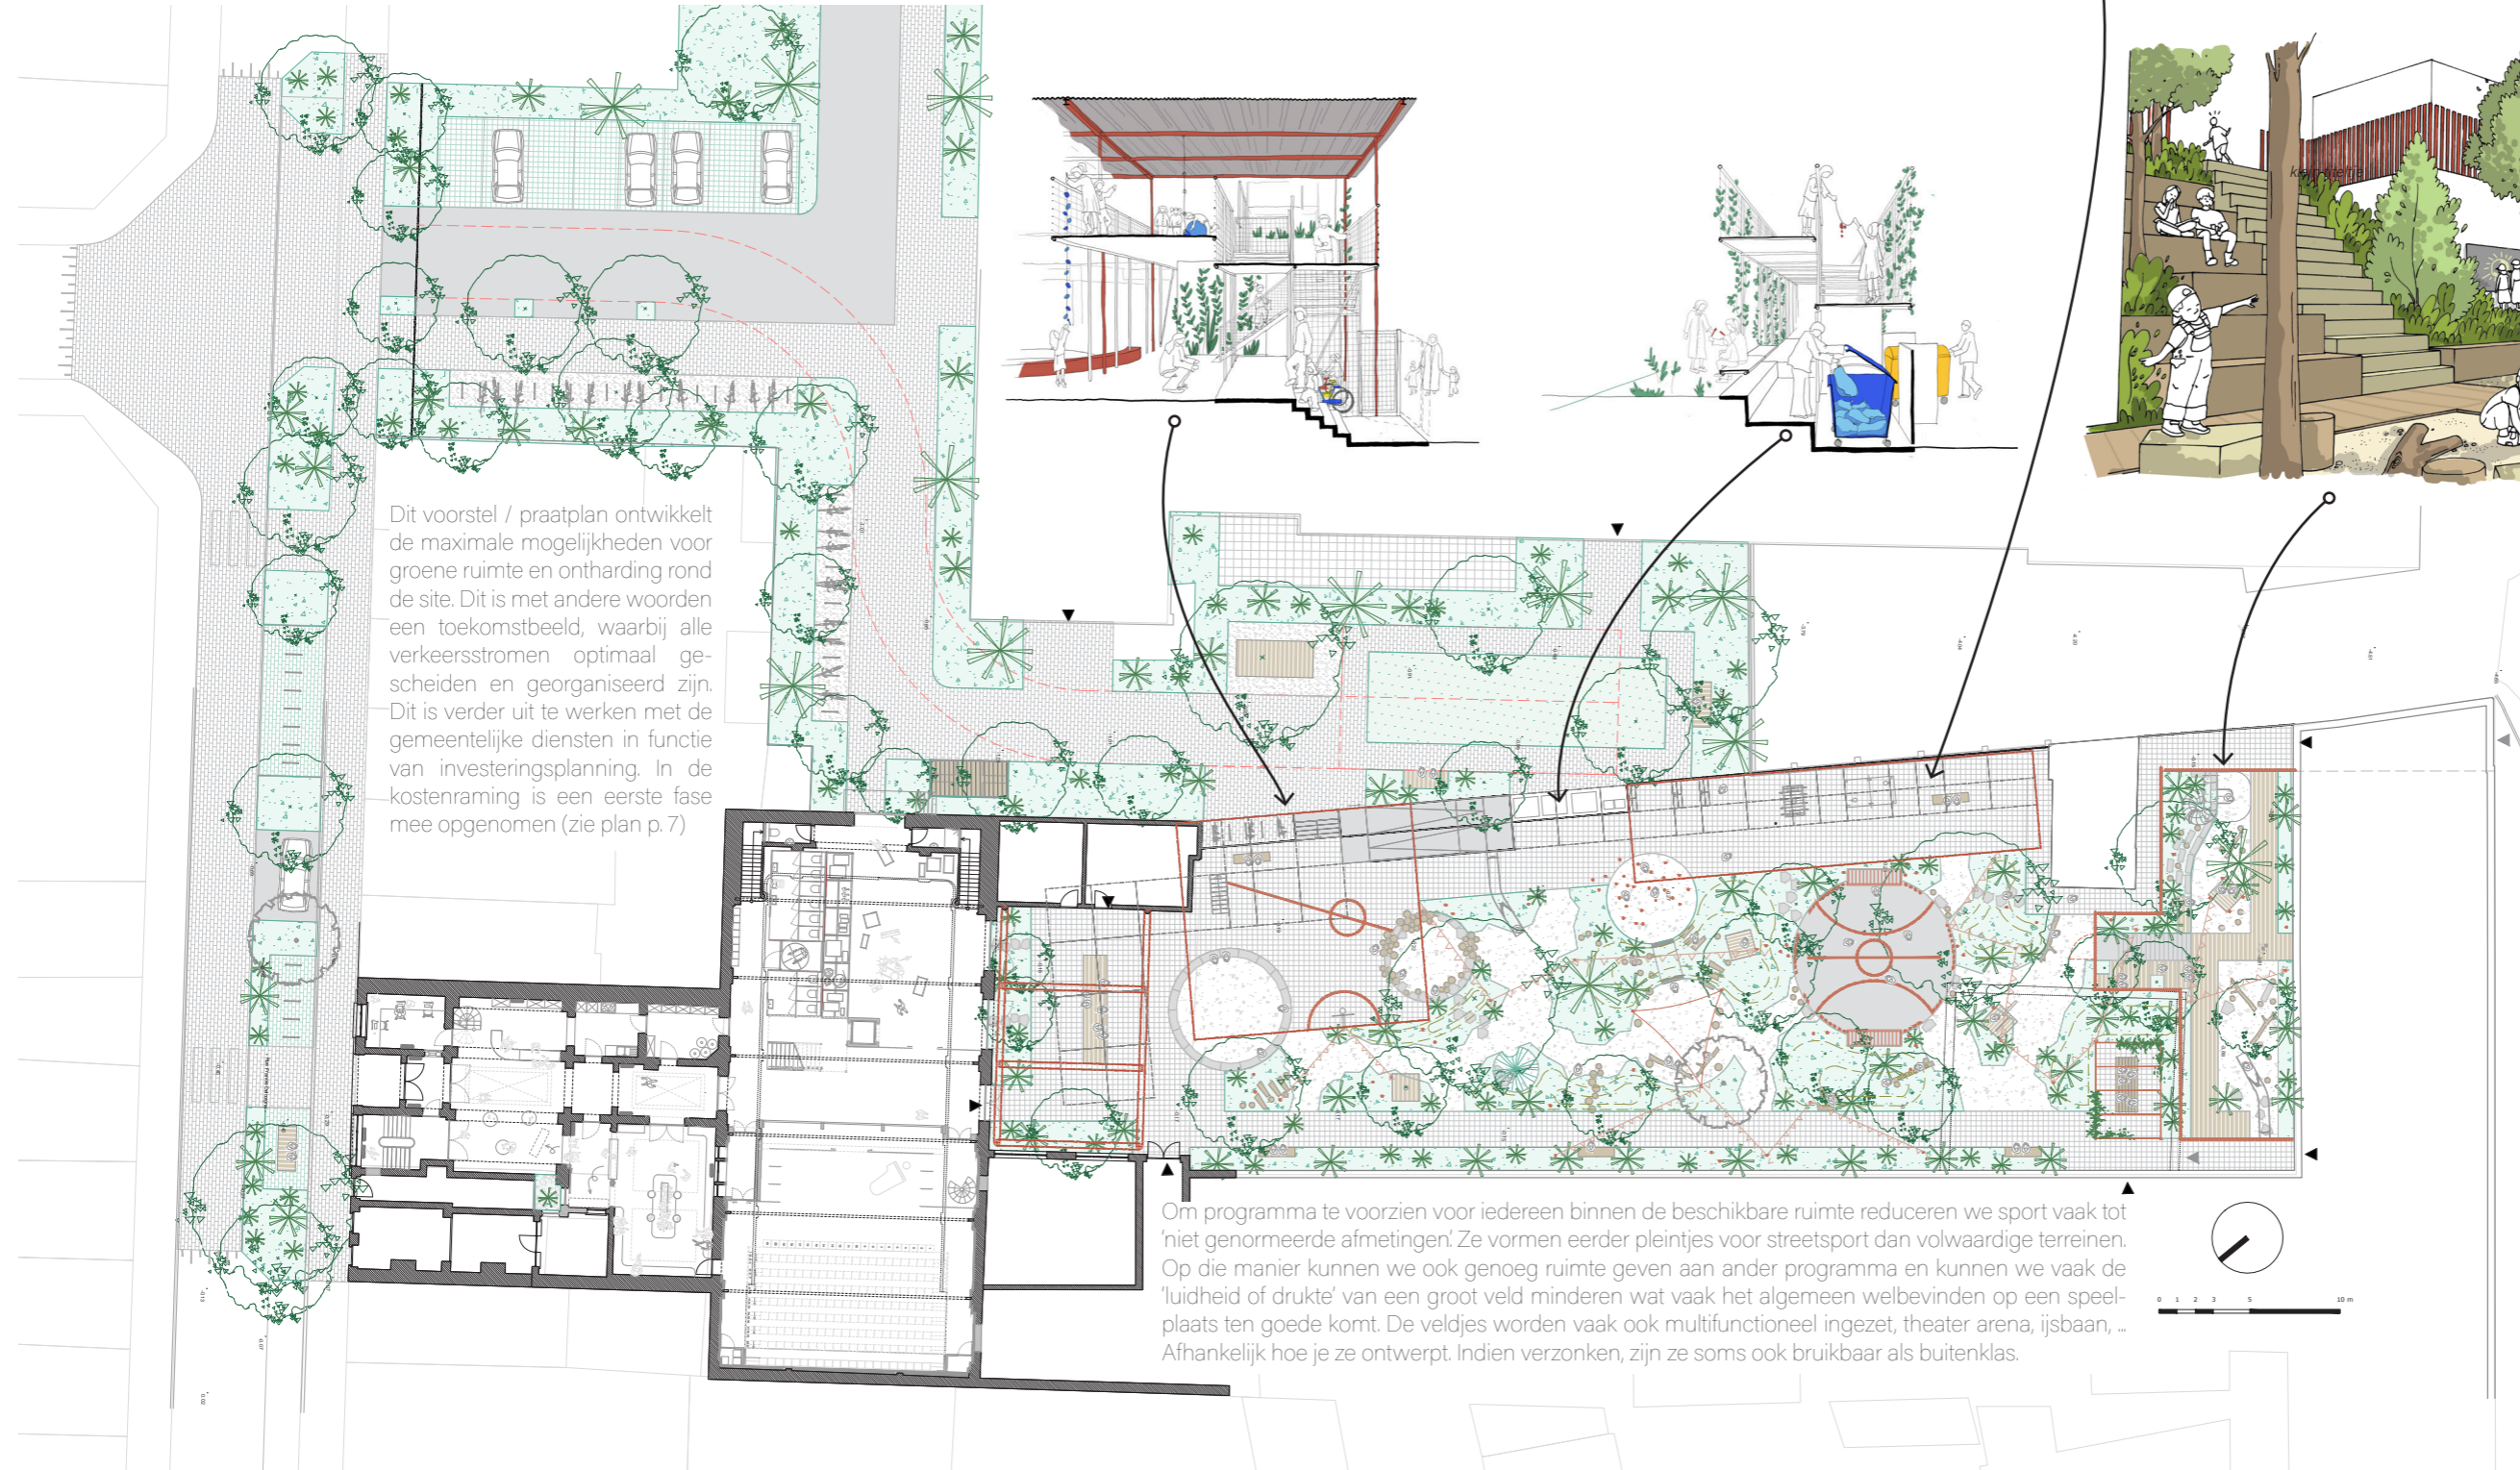 Dit voorstel / praatplan ontwikkelt
de maximale mogelijkheden voor
groene ruimte en ontharding rond
de site. Dit is met andere woorden
een toekomstbeeld, waarbij alle
verkeersstromen optimaal ge-
scheiden en georganiseerd zijn.
Dit is verder uit te werken met de
gemeentelijke diensten in functie
van investeringsplanning. In de
kostenraming is een eerste fase
mee opgenomen (zie plan p. 7)
Om programma te voorzien voor iedereen binnen de beschikbare ruimte reduceren we sport vaak tot
'niet genormeerde afmetingen'. Ze vormen eerder pleintjes voor streetsport dan volwaardige terreinen.
Op die manier kunnen we ook genoeg ruimte geven aan ander programma en kunnen we vaak de
'luidheid of drukte' van een groot veld minderen wat vaak het algemeen welbevinden op een speel-
plaats ten goede komt. De veldjes worden vaak ook multifunctioneel ingezet, theater arena, ijsbaan, ...
Afhankelijk hoe je ze ontwerpt. Indien verzonken, zijn ze soms ook bruikbaar als buitenklas.
0 1 2 3 5 10 m